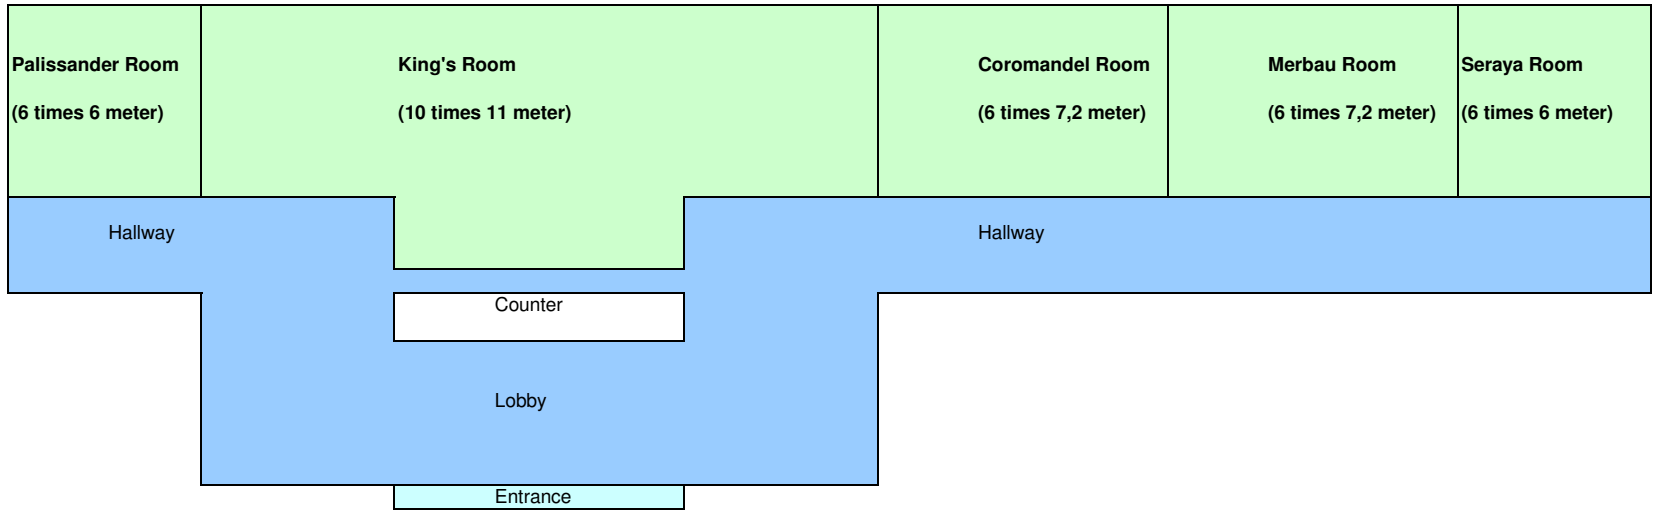 Palissander Room
(6 times 6 meter)
King's Room
(10 times 11 meter)
Coromandel Room
(6 times 7,2 meter)
Merbau Room
(6 times 7,2 meter)
Seraya Room
(6 times 6 meter)
Hallway
Hallway
Counter
Lobby
Entrance